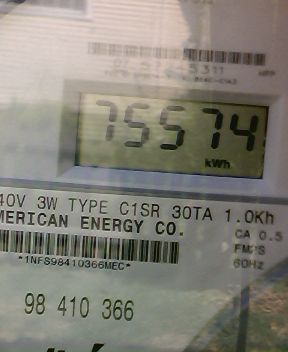 75574
kWh
40V 3W TYPE C1SR 30TA 1.0Kh
MERICAN ENERGY CO.
CA 0.5
FM2S
60Hz
*1NFS98410366MEC*
98 410 366